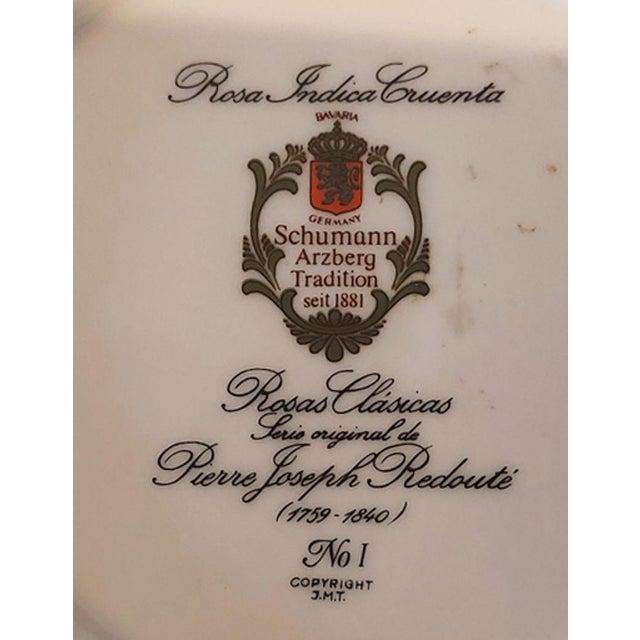 Rosa Indica Cruenta
BAVARIA
GERMANY
Schumann
Arzberg
Tradition
seit 1881
Rosas Clásicas
Serie original de
Pierre Joseph Redouté
(1759-1840)
No I
COPYRIGHT
J.M.T.